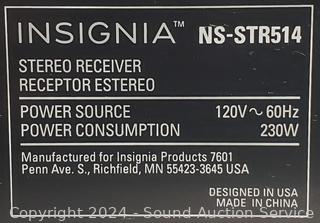 INSIGNIA™ NS-STR514
STEREO RECEIVER
RECEPTOR ESTEREO
POWER SOURCE 120V~60Hz
POWER CONSUMPTION 230W
Manufactured for Insignia Products 7601
Penn Ave. S., Richfield, MN 55423-3645 USA
DESIGNED IN USA
MADE IN CHINA
Copyright 2024 - Sound Auction Service